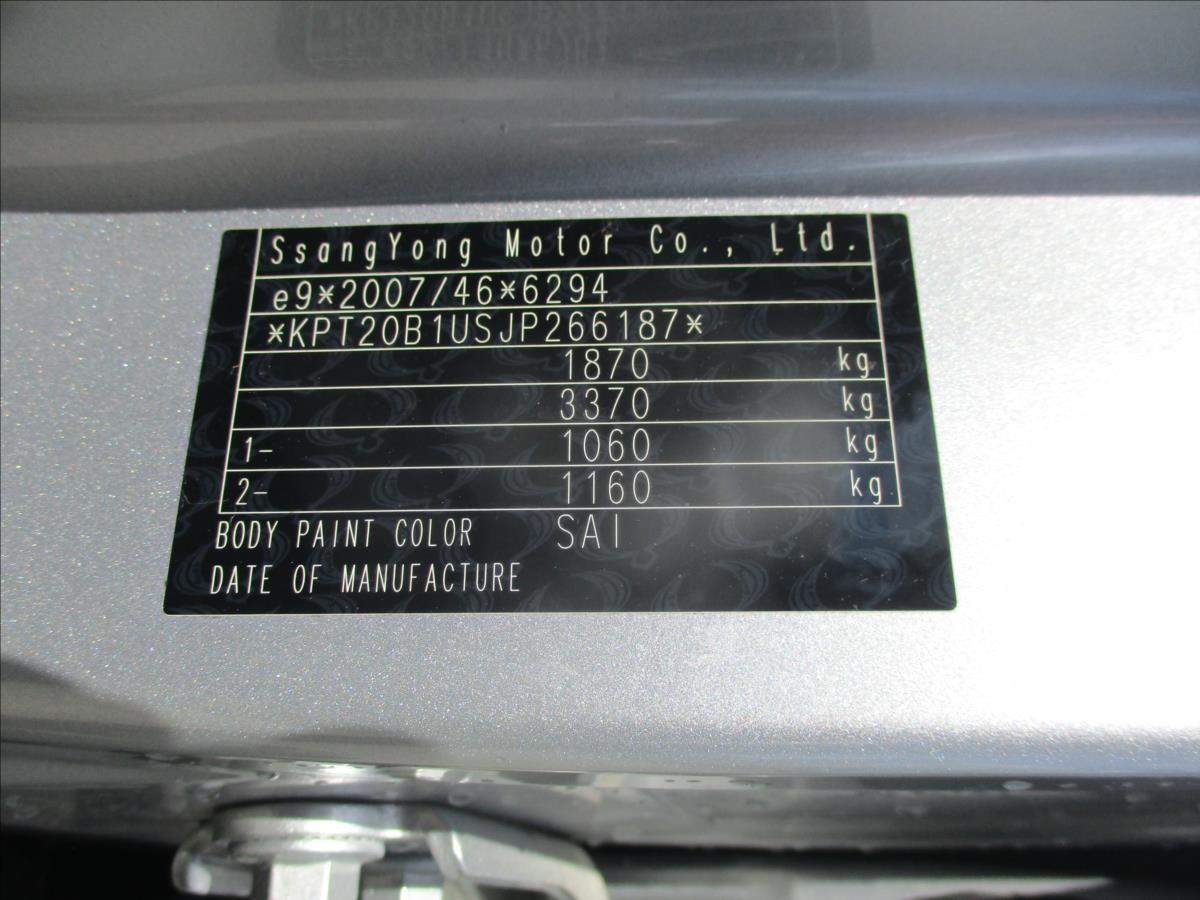 SsangYong Motor Co., Ltd.
e9*2007/46*6294
*KPT20B1USJP266187*
1870 kg
3370 kg
1- 1060 kg
2- 1160 kg
BODY PAINT COLOR SAI
DATE OF MANUFACTURE